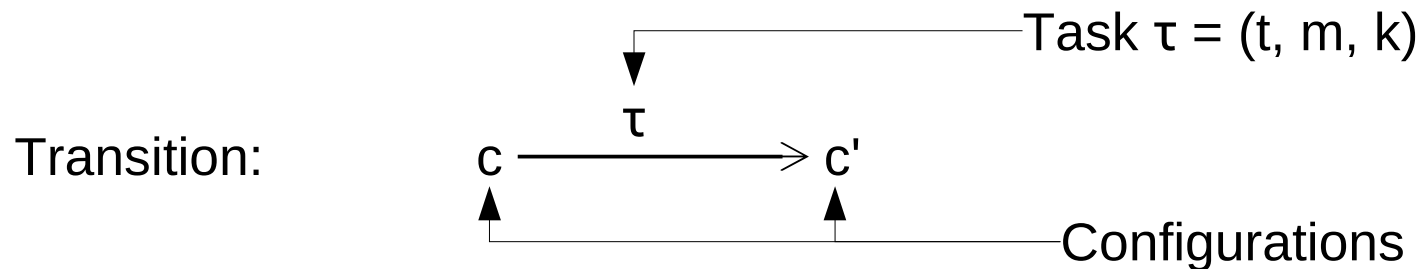 Task τ = (t, m, k)
τ
Transition: c c'
Configurations